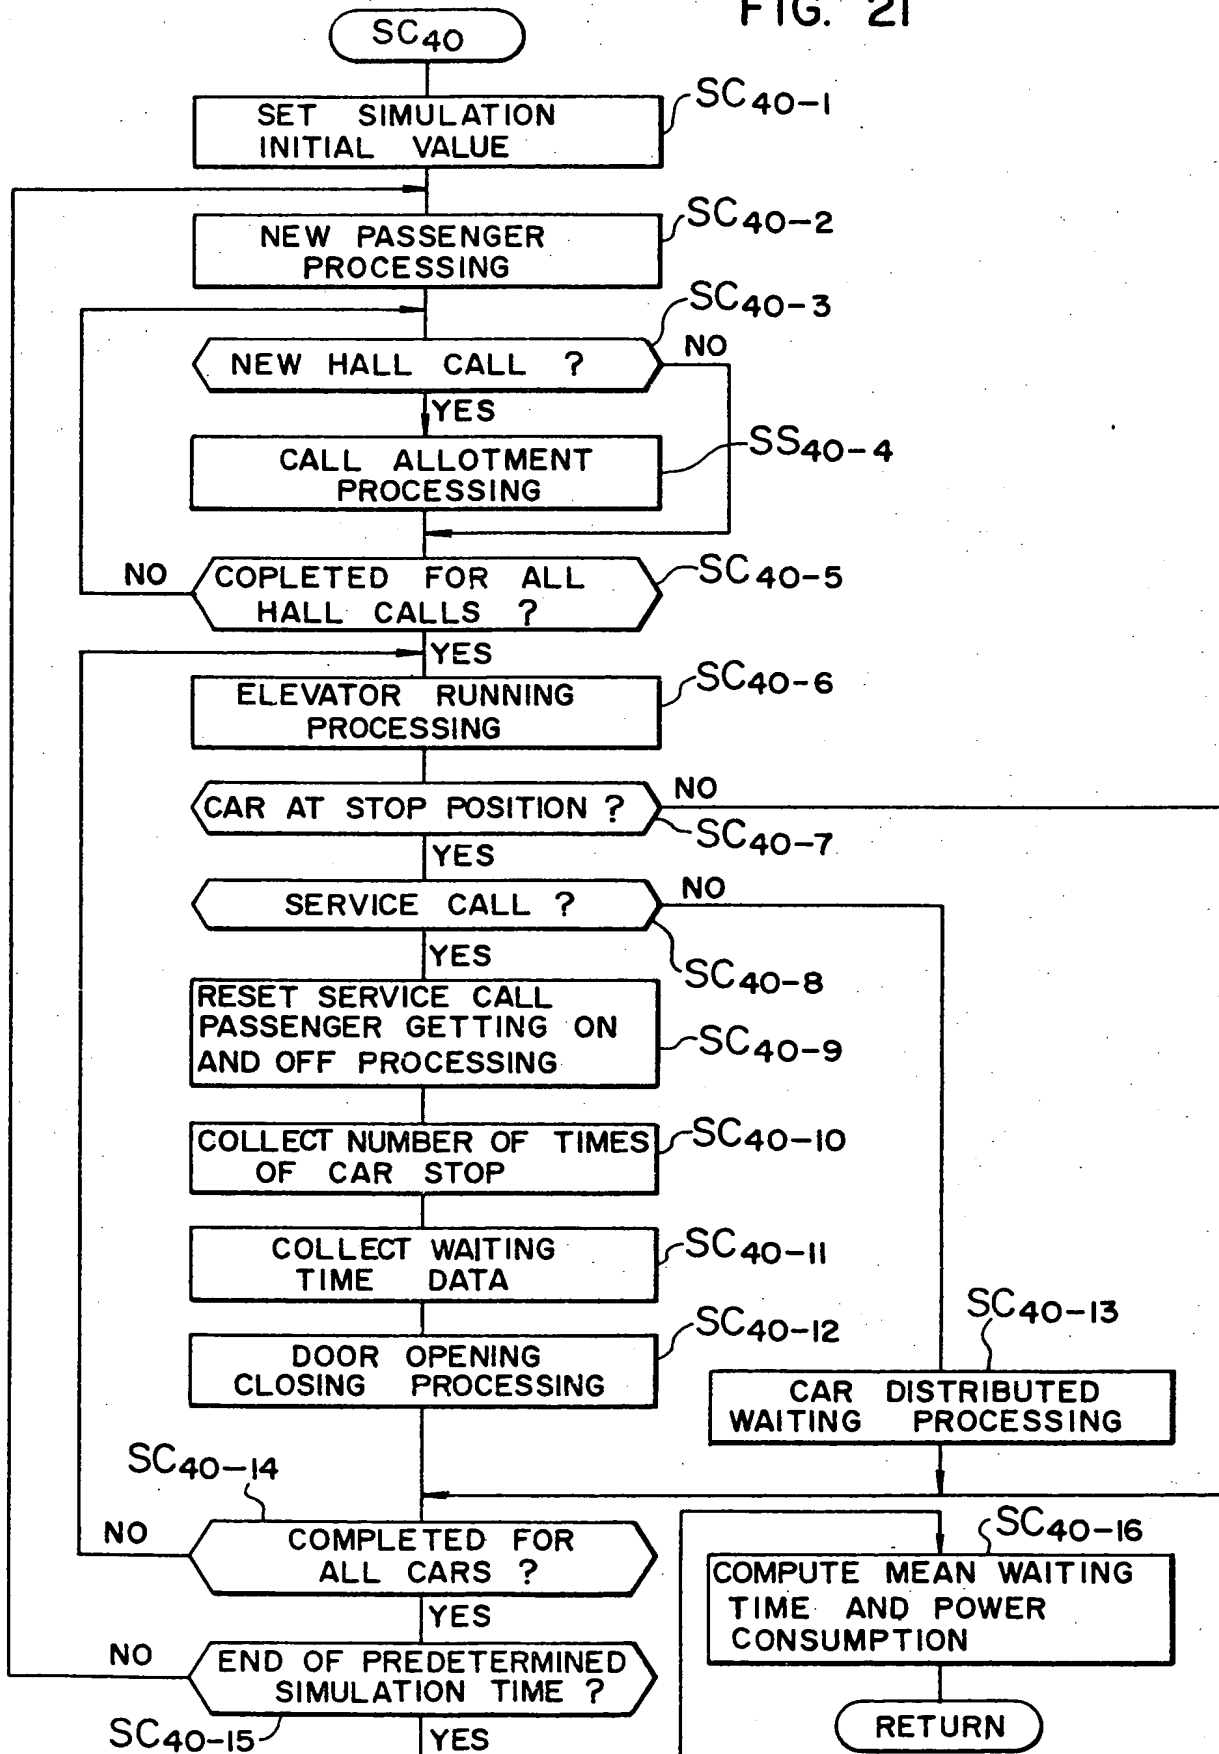 FIG. 21
SC40
SET SIMULATION
INITIAL VALUE
SC40-1
NEW PASSENGER
PROCESSING
SC40-2
NEW HALL CALL ?
SC40-3
NO
YES
CALL ALLOTMENT
PROCESSING
SS40-4
NO
COPLETED FOR ALL
HALL CALLS ?
SC40-5
YES
ELEVATOR RUNNING
PROCESSING
SC40-6
CAR AT STOP POSITION ?
NO
SC40-7
YES
SERVICE CALL ?
NO
SC40-8
YES
RESET SERVICE CALL
PASSENGER GETTING ON
AND OFF PROCESSING
SC40-9
COLLECT NUMBER OF TIMES
OF CAR STOP
SC40-10
COLLECT WAITING
TIME DATA
SC40-11
DOOR OPENING
CLOSING PROCESSING
SC40-12
SC40-13
CAR DISTRIBUTED
WAITING PROCESSING
SC40-14
NO
COMPLETED FOR
ALL CARS ?
YES
SC40-16
COMPUTE MEAN WAITING
TIME AND POWER
CONSUMPTION
NO
END OF PREDETERMINED
SIMULATION TIME ?
SC40-15
YES
RETURN